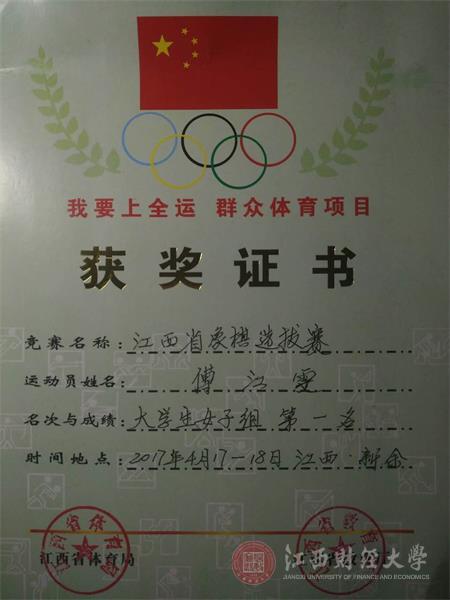 我要上全运 群众体育项目
获奖证书
竞赛名称：江西省象棋选拔赛
运动员姓名：傅江雯
名次与成绩：大学生女子组 第一名
时间地点：2017年4月17-18日 江西·新余
江西省体育局
江西财经大学
JIANGXI UNIVERSITY OF FINANCE AND ECONOMICS